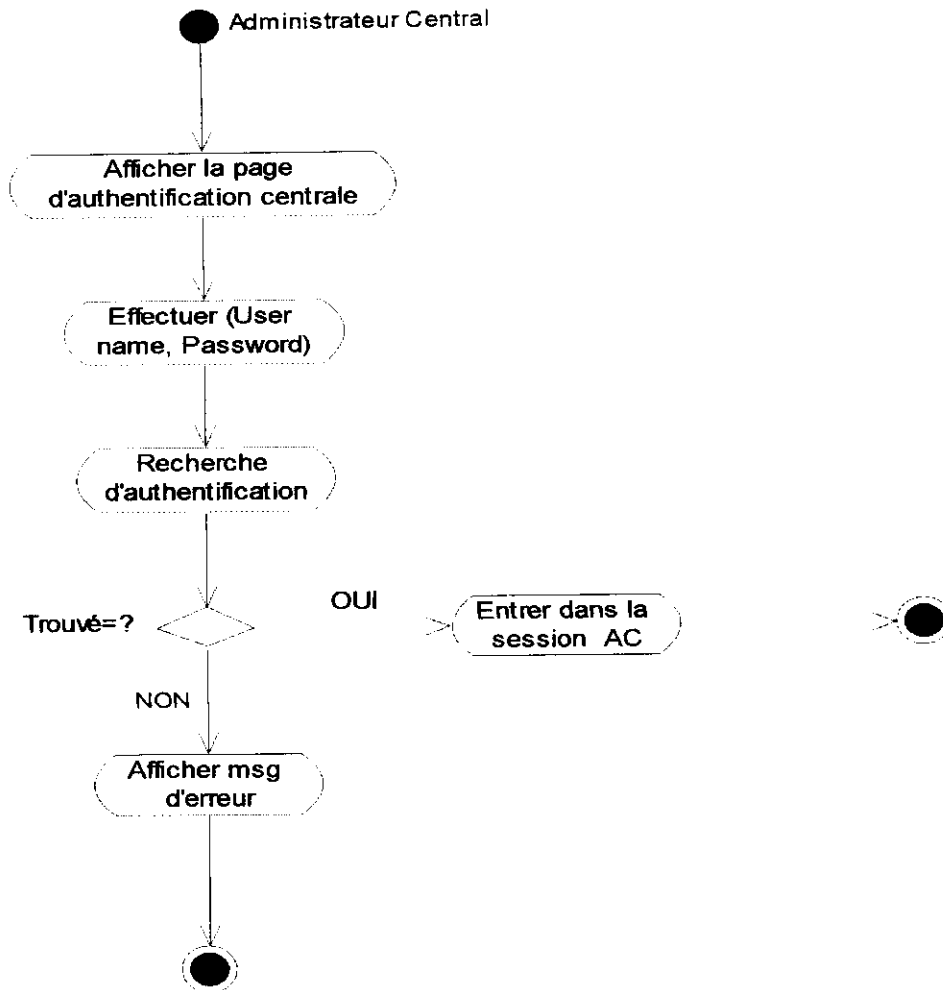 Administrateur Central
Afficher la page
d'authentification centrale
Effectuer (User
name, Password)
Recherche
d'authentification
Trouvé=?
OUI
Entrer dans la
session AC
NON
Afficher msg
d'erreur